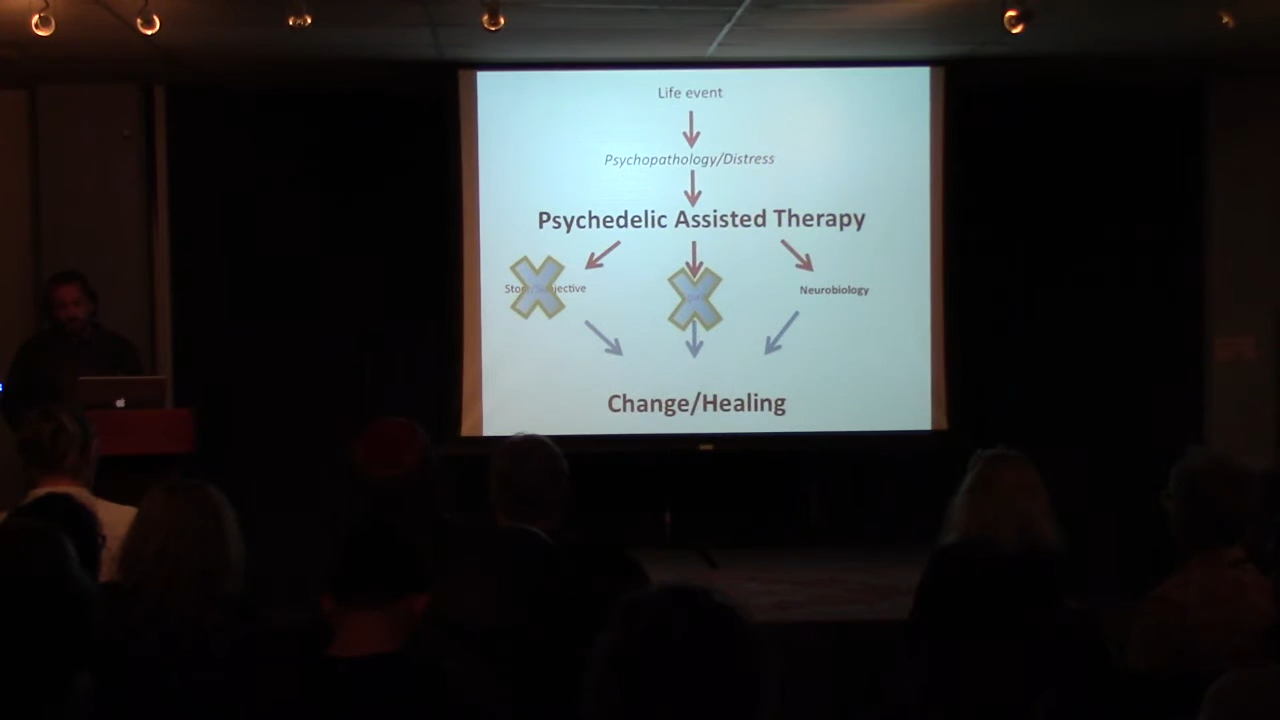 Life event
Psychopathology/Distress
Psychedelic Assisted Therapy
Neurobiology
Change/Healing